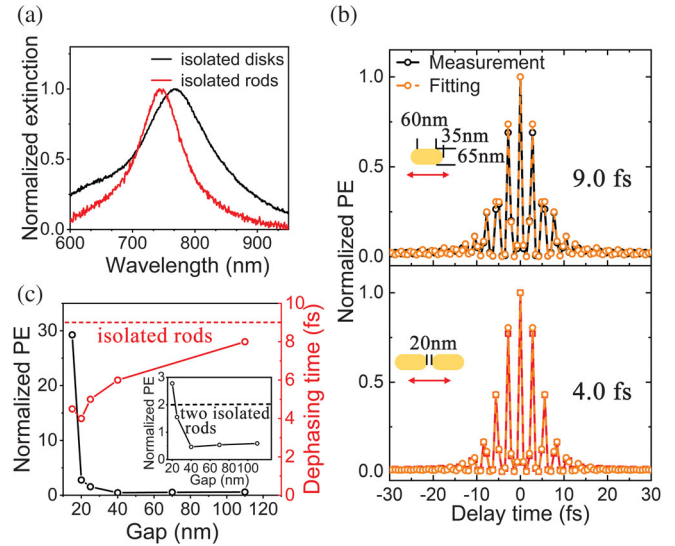 (a)
isolated disks
isolated rods
Normalized extinction
1.0
0.5
0.0
600
700
800
900
Wavelength (nm)
(b)
Measurement
Fitting
60nm
35nm
65nm
9.0 fs
Normalized PE
1.0
0.5
0.0
20nm
4.0 fs
1.0
0.5
0.0
-30
-20
-10
0
10
20
30
Delay time (fs)
(c)
Normalized PE
30
25
20
15
10
5
0
isolated rods
Dephasing time (fs)
10
8
6
4
2
0
Normalized PE
3
2
1
0
two isolated
rods
20
40
60
80
100
Gap (nm)
20
40
60
80
100
120
Gap (nm)